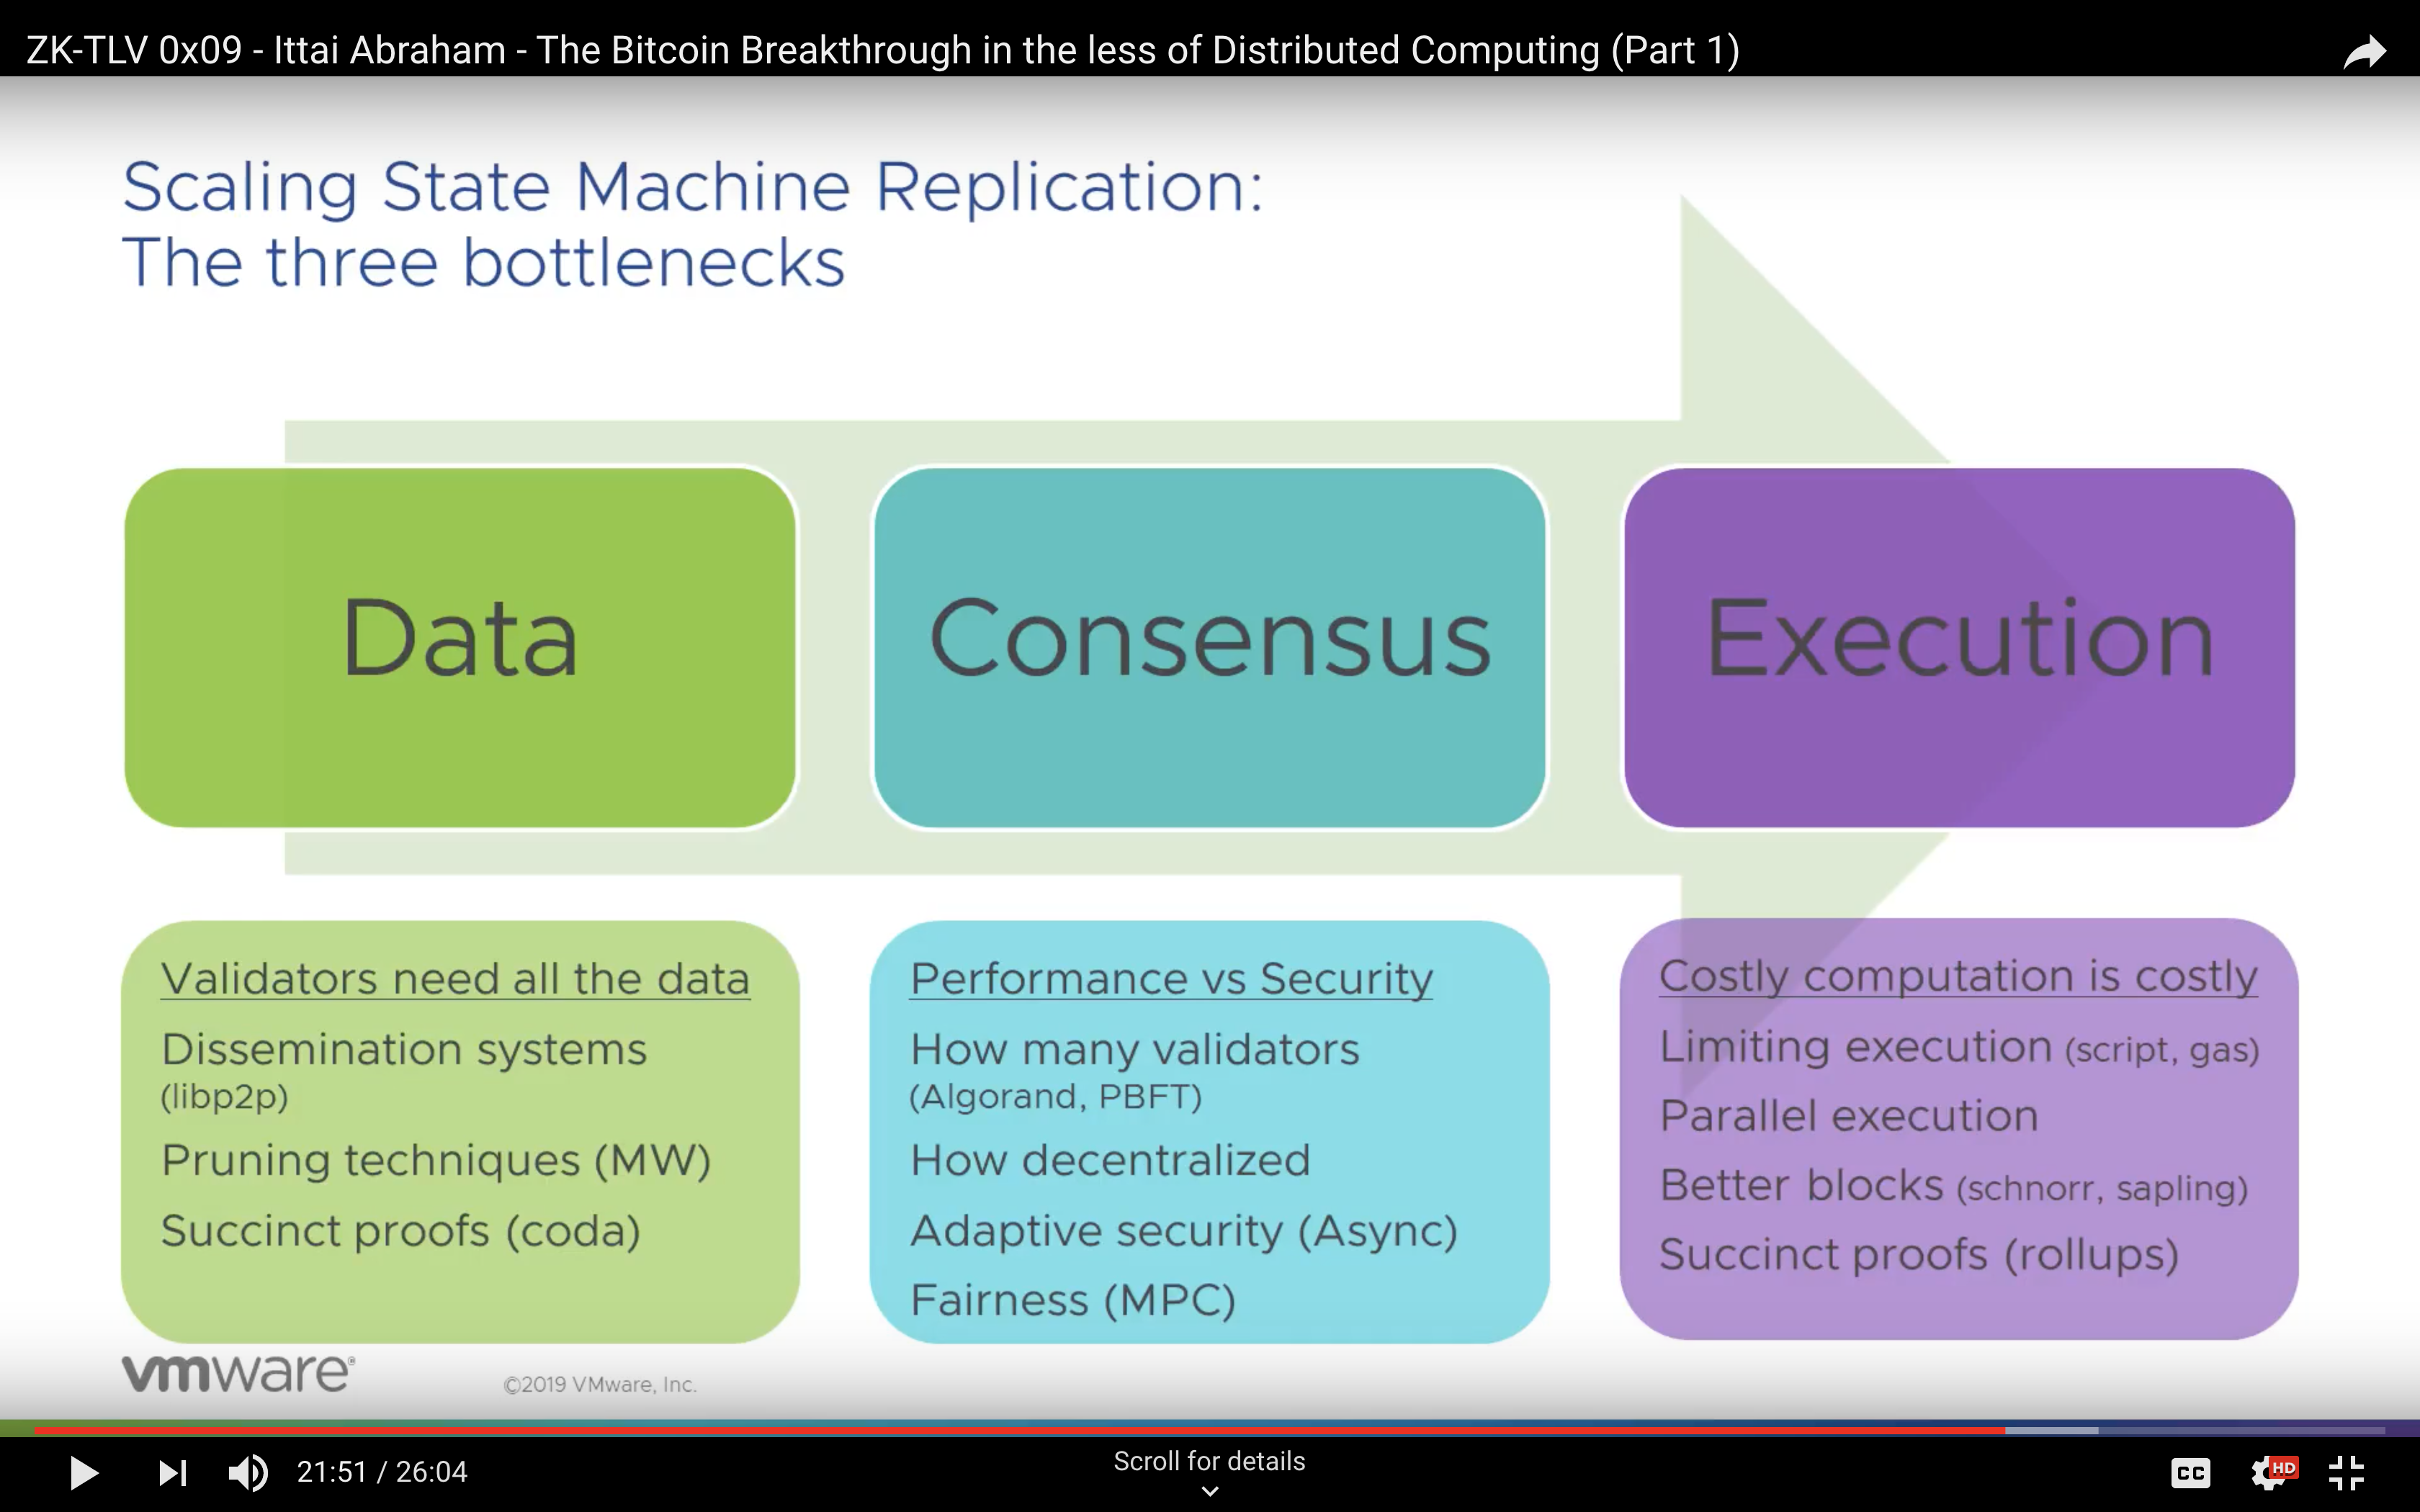 ZK-TLV 0x09 - Ittai Abraham - The Bitcoin Breakthrough in the less of Distributed Computing (Part 1)
Scaling State Machine Replication:
The three bottlenecks
Data
Consensus
Execution
Validators need all the data
Dissemination systems
(libp2p)
Pruning techniques (MW)
Succinct proofs (coda)
Performance vs Security
How many validators
(Algorand, PBFT)
How decentralized
Adaptive security (Async)
Fairness (MPC)
Costly computation is costly
Limiting execution (script, gas)
Parallel execution
Better blocks (schnorr, sapling)
Succinct proofs (rollups)
vmware®
©2019 VMware, Inc.
21:51 / 26:04
Scroll for details
CC
HD